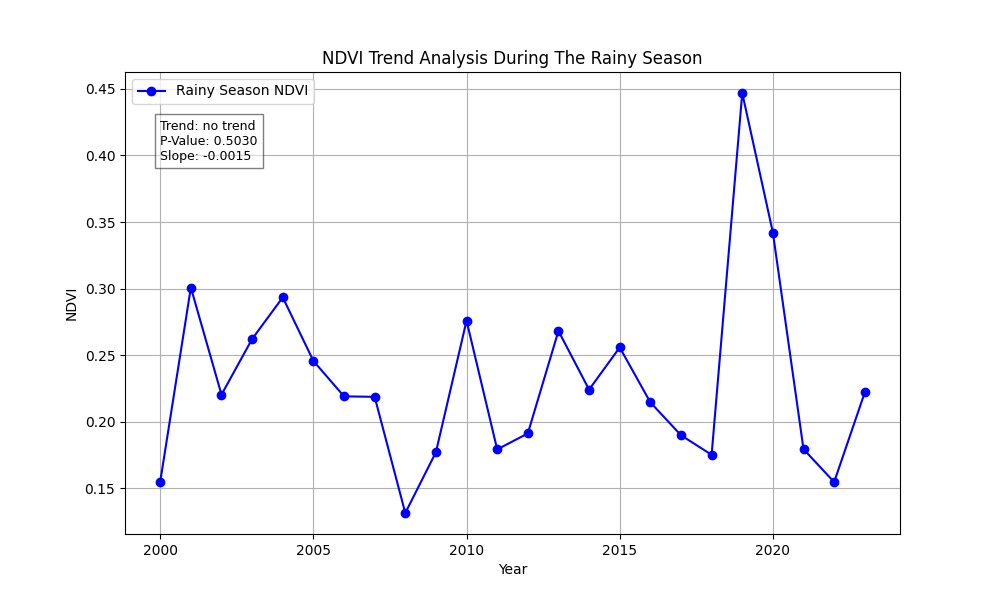 NDVI Trend Analysis During The Rainy Season
Rainy Season NDVI
Trend: no trend
P-Value: 0.5030
Slope: -0.0015
NDVI
0.45
0.40
0.35
0.30
0.25
0.20
0.15
2000 2005 2010 2015 2020
Year